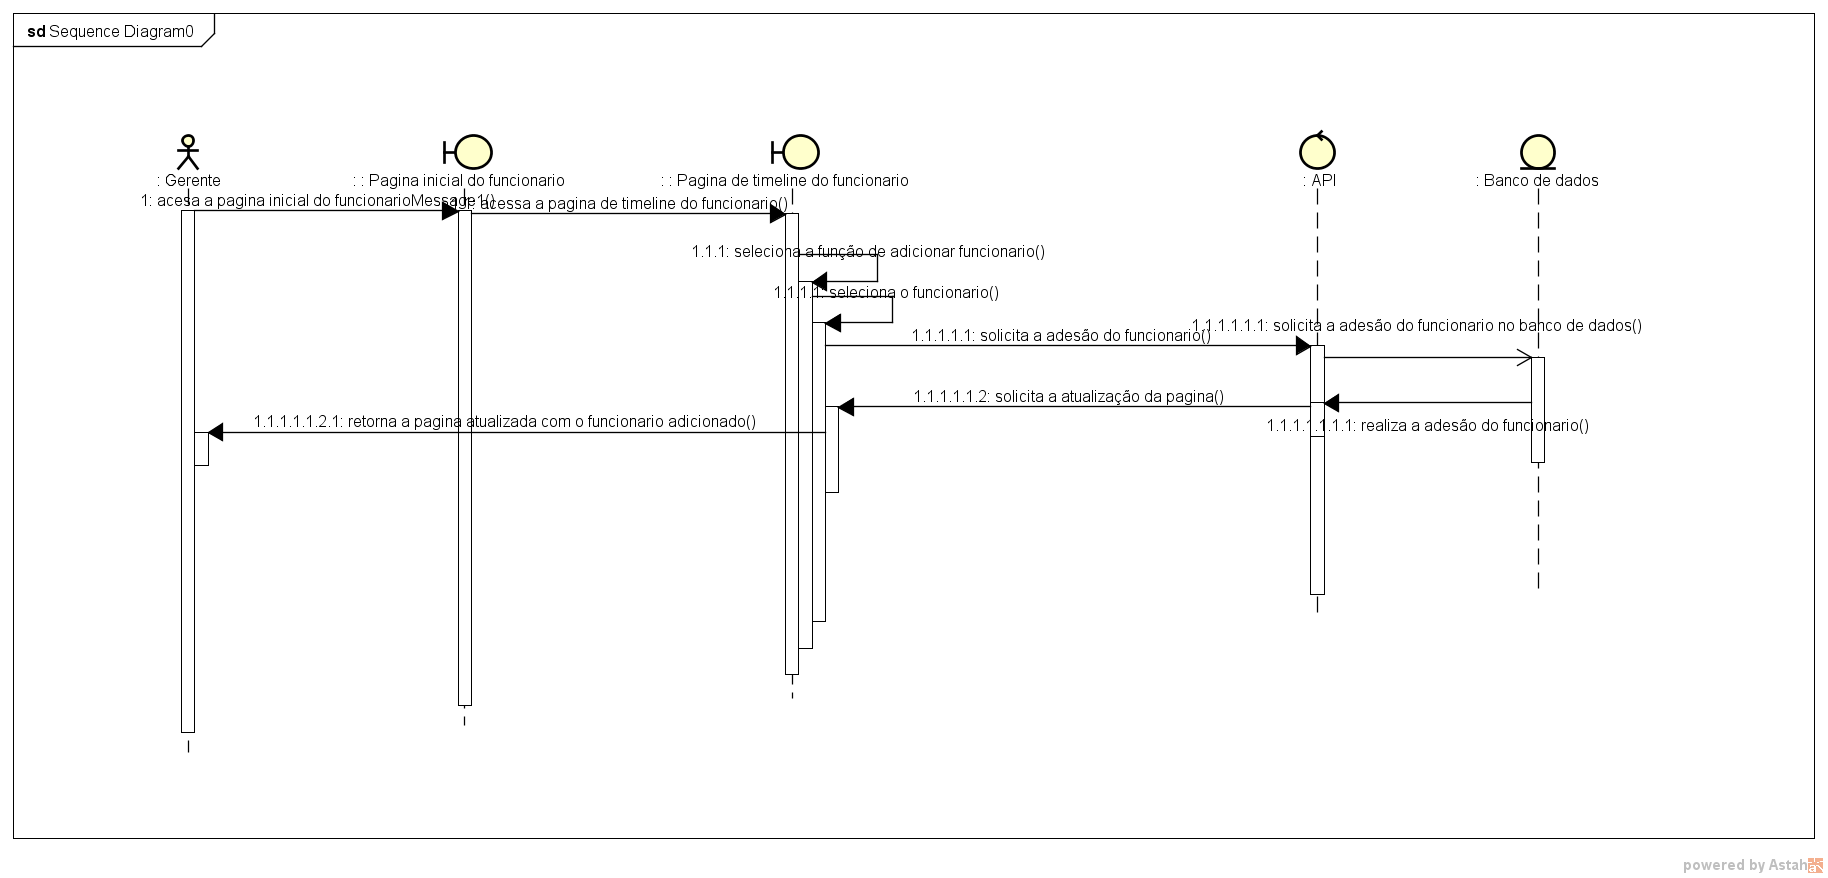 sd Sequence Diagram0
: Gerente
: : Pagina inicial do funcionario
: : Pagina de timeline do funcionario
: API
: Banco de dados
1: acesa a pagina inicial do funcionarioMessage1()
1.1: acessa a pagina de timeline do funcionario()
1.1.1: seleciona a função de adicionar funcionario()
1.1.1.1: seleciona o funcionario()
1.1.1.1.1.1: solicita a adesão do funcionario no banco de dados()
1.1.1.1.1: solicita a adesão do funcionario()
1.1.1.1.1.2: solicita a atualização da pagina()
1.1.1.1.1.2.1: retorna a pagina atualizada com o funcionario adicionado()
1.1.1.1.1.1.1: realiza a adesão do funcionario()
powered by Astah